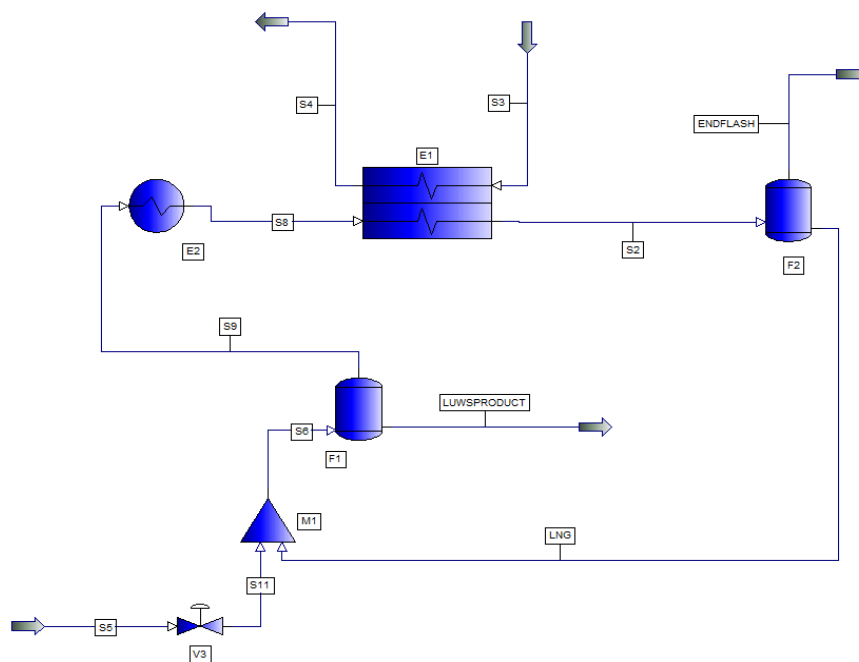 S4
S3
ENDFLASH
E1
E2
S8
S2
F2
S9
LUWSPRODUCT
S6
F1
M1
LNG
S11
S5
V3